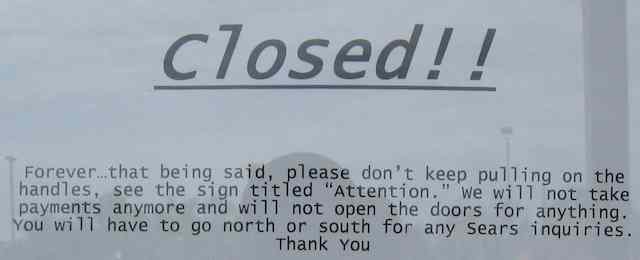 Closed!!
Forever…that being said, please don't keep pulling on the
handles, see the sign titled "Attention." We will not take
payments anymore and will not open the doors for anything.
You will have to go north or south for any Sears inquiries.
Thank You